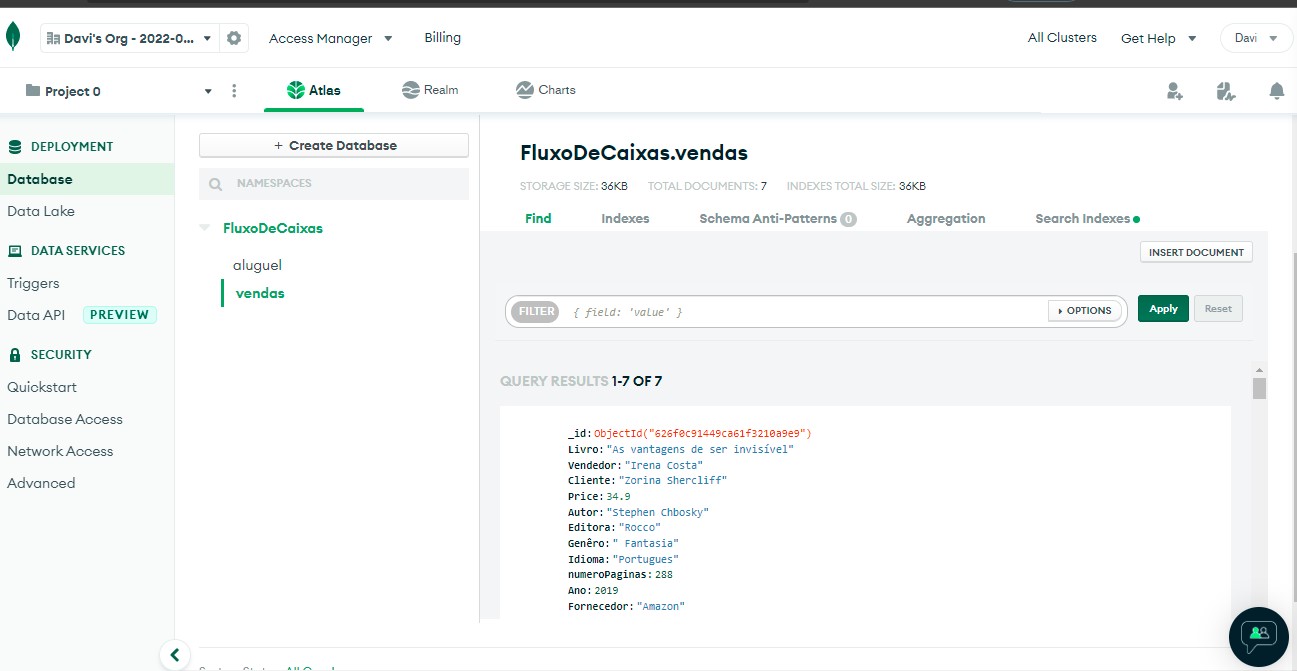 Davi's Org - 2022-0...
Access Manager
Billing
All Clusters
Get Help
Davi
Project 0
Atlas
Realm
Charts
DEPLOYMENT
Database
Data Lake
DATA SERVICES
Triggers
Data API PREVIEW
SECURITY
Quickstart
Database Access
Network Access
Advanced
+ Create Database
NAMESPACES
FluxoDeCaixas
aluguel
vendas
FluxoDeCaixas.vendas
STORAGE SIZE: 36KB TOTAL DOCUMENTS: 7 INDEXES TOTAL SIZE: 36KB
Find Indexes Schema Anti-Patterns 0 Aggregation Search Indexes
INSERT DOCUMENT
FILTER { field: 'value' } OPTIONS Apply Reset
QUERY RESULTS 1-7 OF 7
_id: ObjectId("626f0c91449ca61f3210a9e9")
Livro: "As vantagens de ser invisível"
Vendedor: "Irena Costa"
Cliente: "Zorina Shercliff"
Price: 34.9
Autor: "Stephen Chbosky"
Editora: "Rocco"
Genêro: " Fantasia"
Idioma: "Portugues"
numeroPaginas: 288
Ano: 2019
Fornecedor: "Amazon"